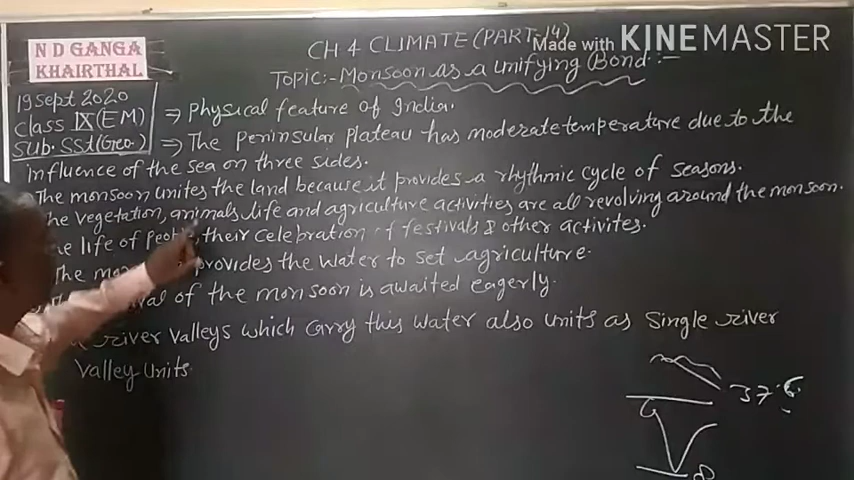 CH 4 CLIMATE (PART-14)
Made with KINEMASTER
N D GANGA
KHAIRTHAL
Topic:- Monsoon as a unifying Bond :-
19 Sept 2020
Class IX (EM)
Sub. SSt (Geo.)
⇒ Physical feature of India.
⇒ The Peninsular Plateau has moderate temperature due to the
influence of the sea on three sides.
The monsoon unites the land because it provides a rhythmic cycle of seasons.
he vegetation, animals life and agriculture activities are all revolving around the monsoon.
life of their celebration of festivals & other activites.
The provides the water to set agriculture.
of the monsoon is awaited eagerly.
river valleys which carry this water also units as single river
valley units.
37.6